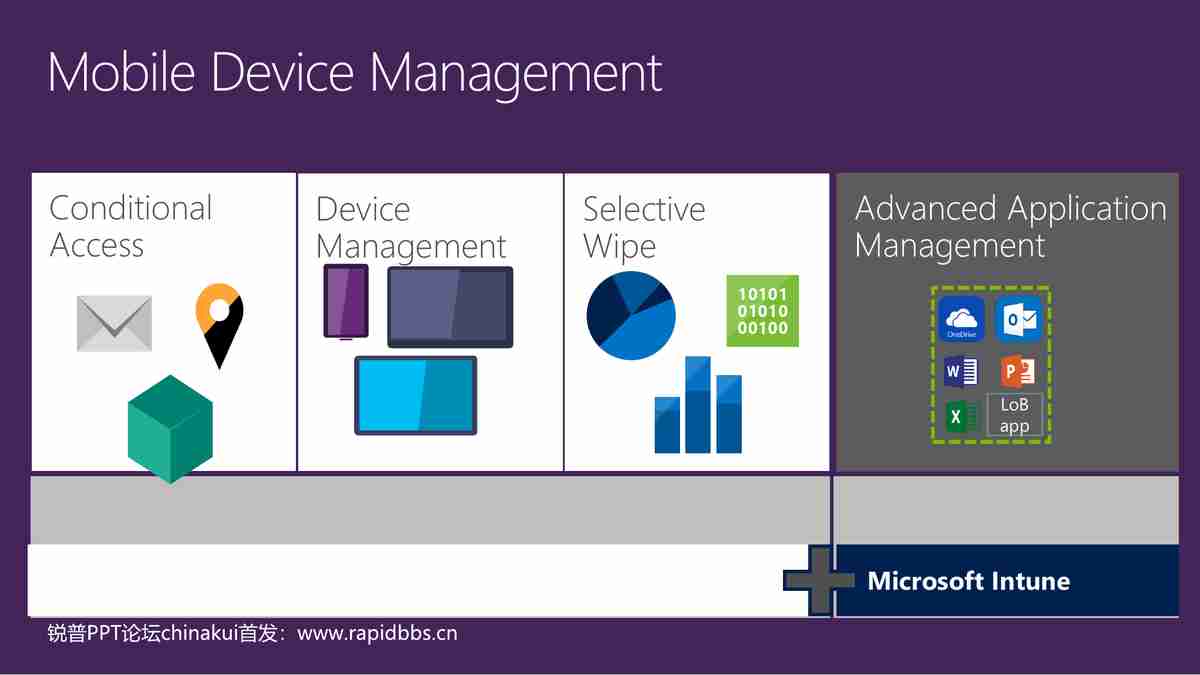 Mobile Device Management
Conditional
Access
Device
Management
Selective
Wipe
10101
01010
00100
Advanced Application
Management
OneDrive
O
W
P
X
LoB
app
Microsoft Intune
锐普PPT论坛chinakui首发：www.rapidbbs.cn